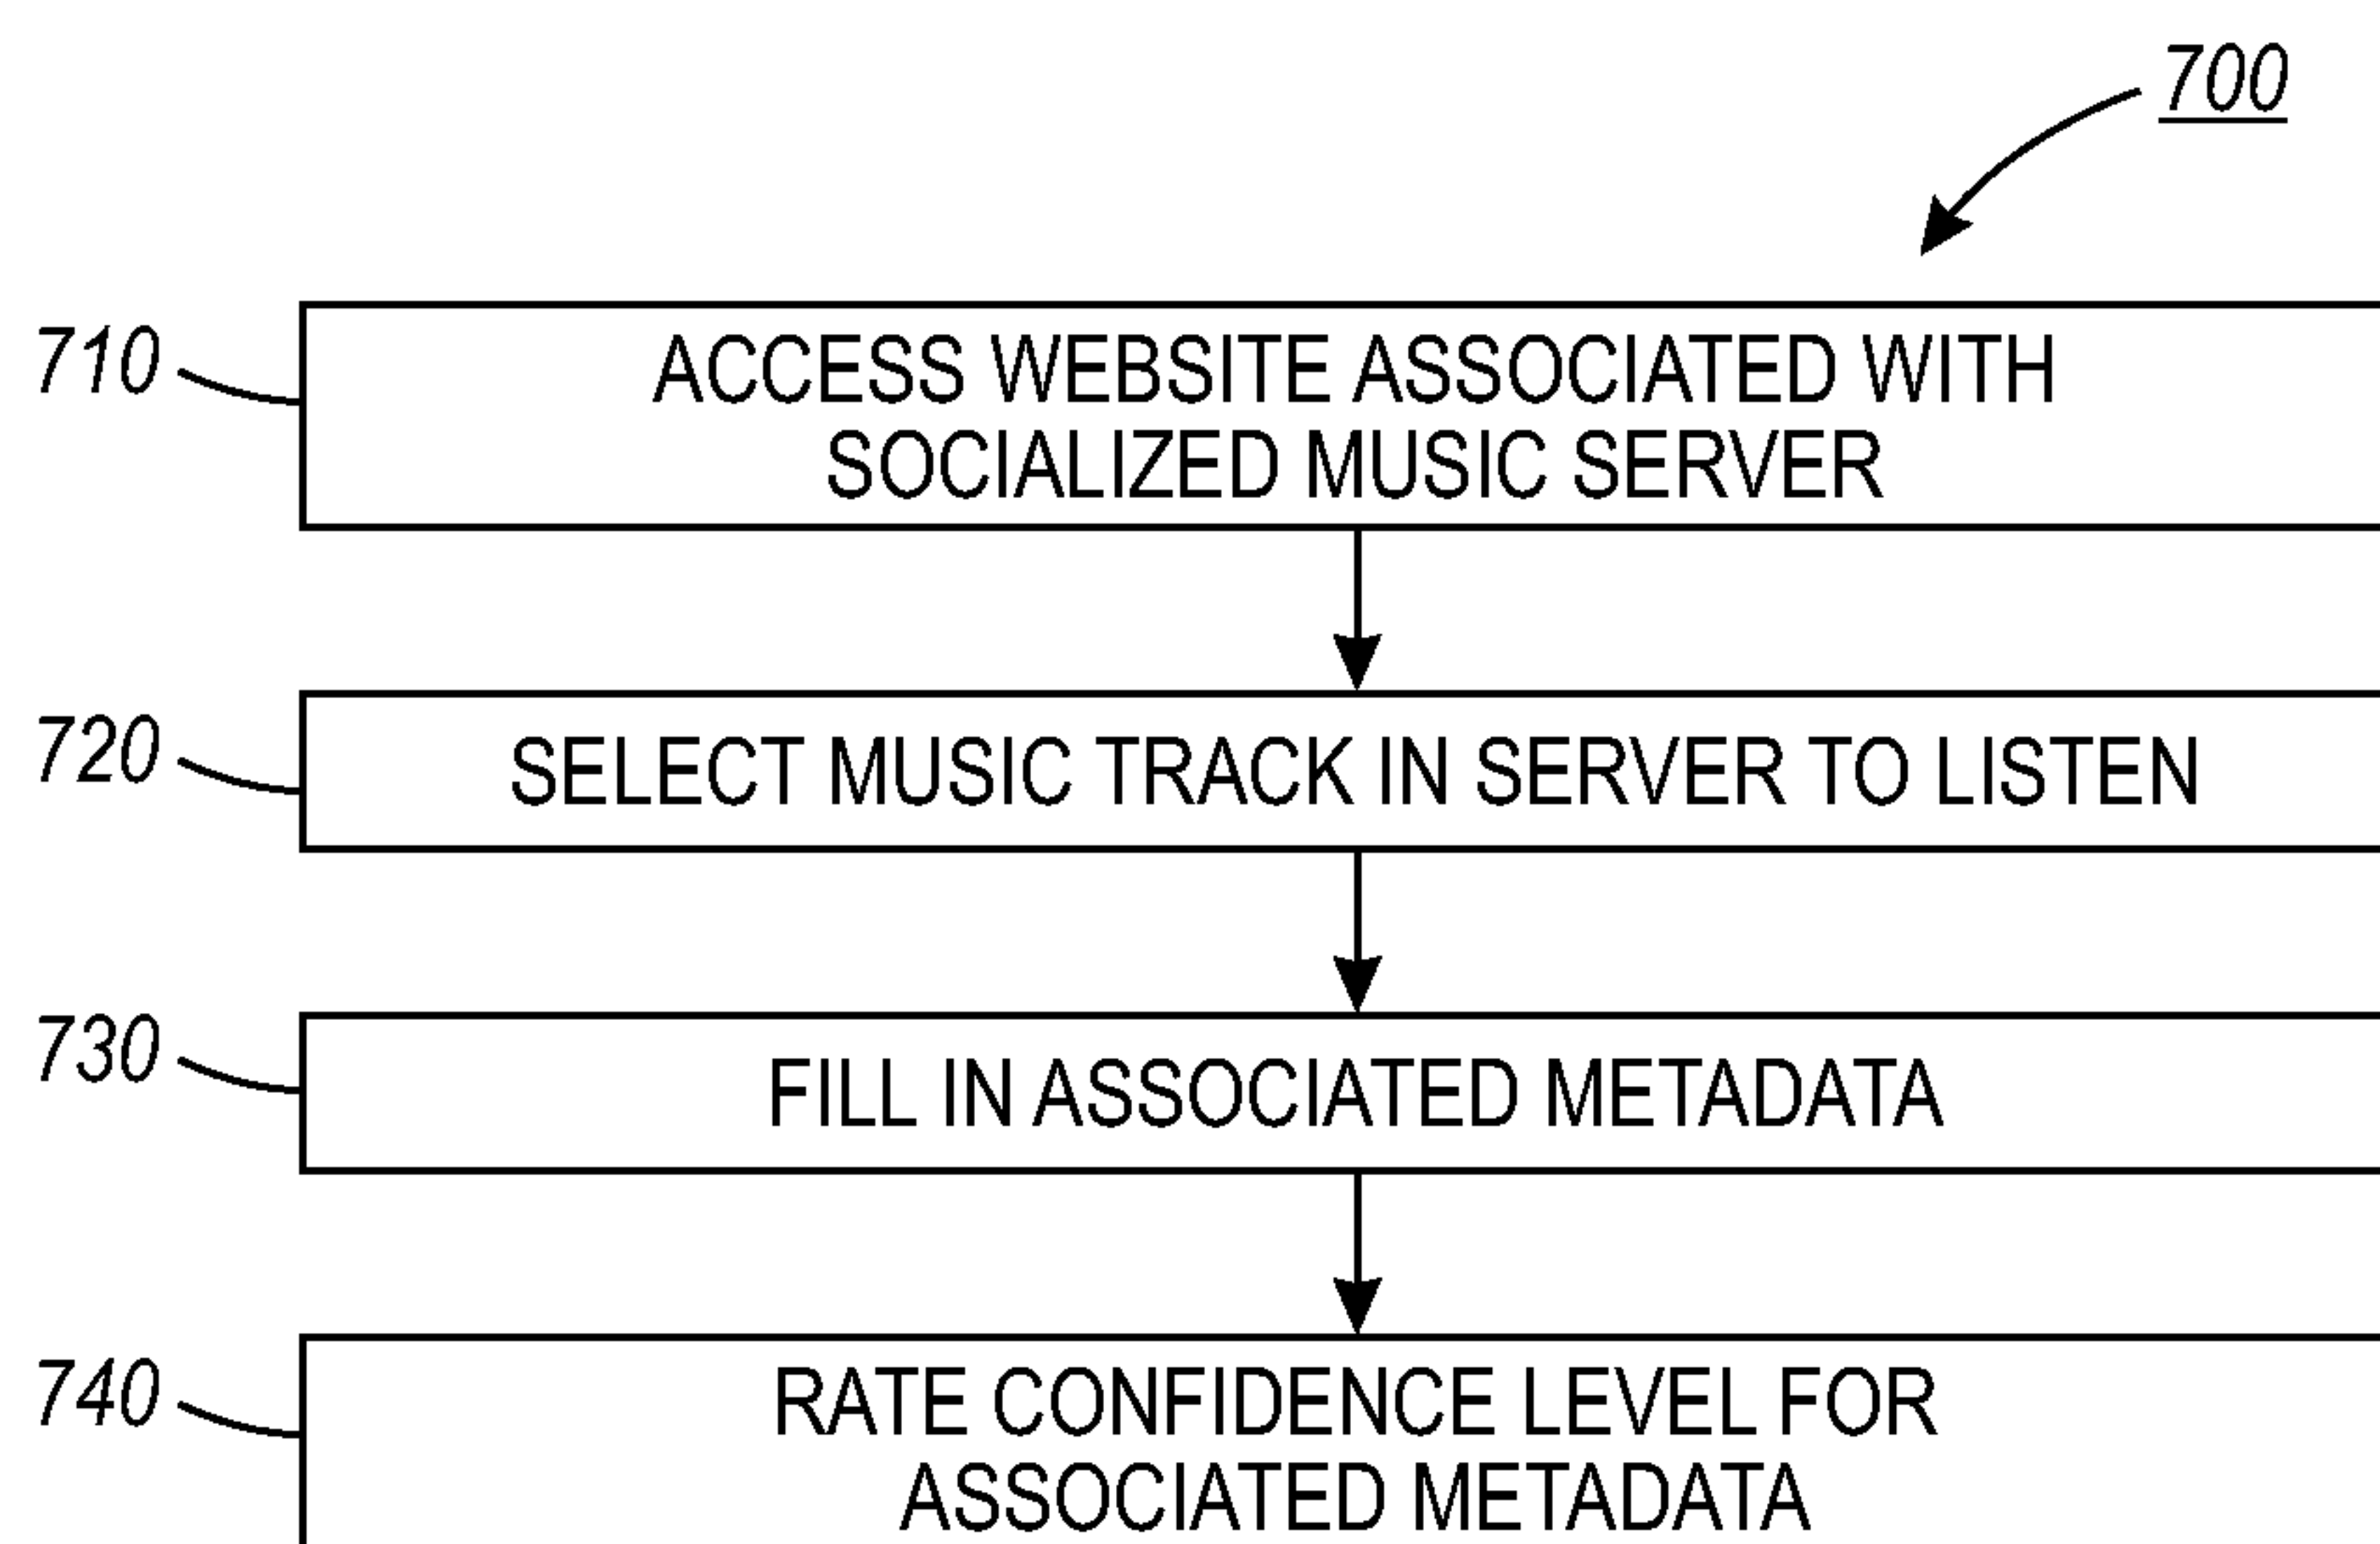 700
710
ACCESS WEBSITE ASSOCIATED WITH
SOCIALIZED MUSIC SERVER
720
SELECT MUSIC TRACK IN SERVER TO LISTEN
730
FILL IN ASSOCIATED METADATA
740
RATE CONFIDENCE LEVEL FOR
ASSOCIATED METADATA